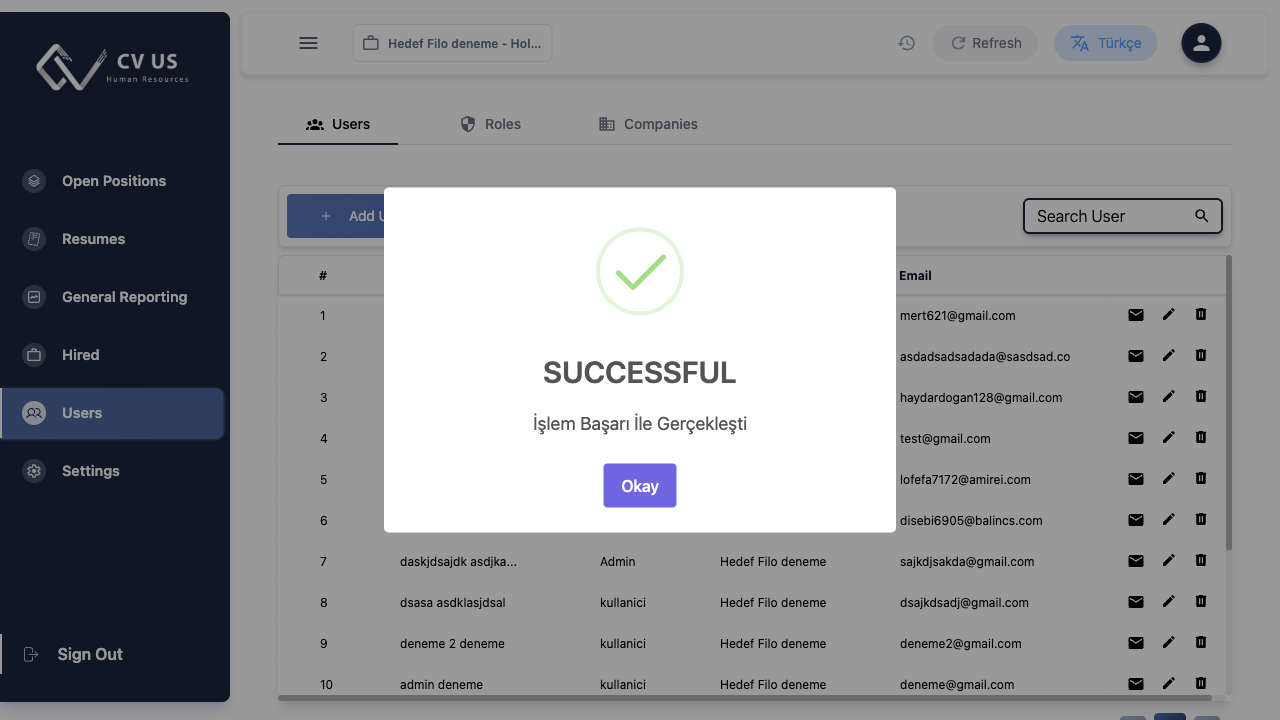 CV US
Human Resources
Hedef Filo deneme - Hol...
Refresh
Türkçe
Open Positions
Resumes
General Reporting
Hired
Users
Settings
Sign Out
Users
Roles
Companies
+ Add U
Search User
# Email
1 mert621@gmail.com
2 asdadsadsadada@sasdsad.co
3 haydardogan128@gmail.com
4 test@gmail.com
5 lofefa7172@amirei.com
6 disebi6905@balincs.com
7 daskjdsajdk asdjka... Admin Hedef Filo deneme sajkdjsakda@gmail.com
8 dsasa asdklasjdsal kullanici Hedef Filo deneme dsajkdsadj@gmail.com
9 deneme 2 deneme kullanici Hedef Filo deneme deneme2@gmail.com
10 admin deneme kullanici Hedef Filo deneme deneme@gmail.com
SUCCESSFUL
İşlem Başarı İle Gerçekleşti
Okay